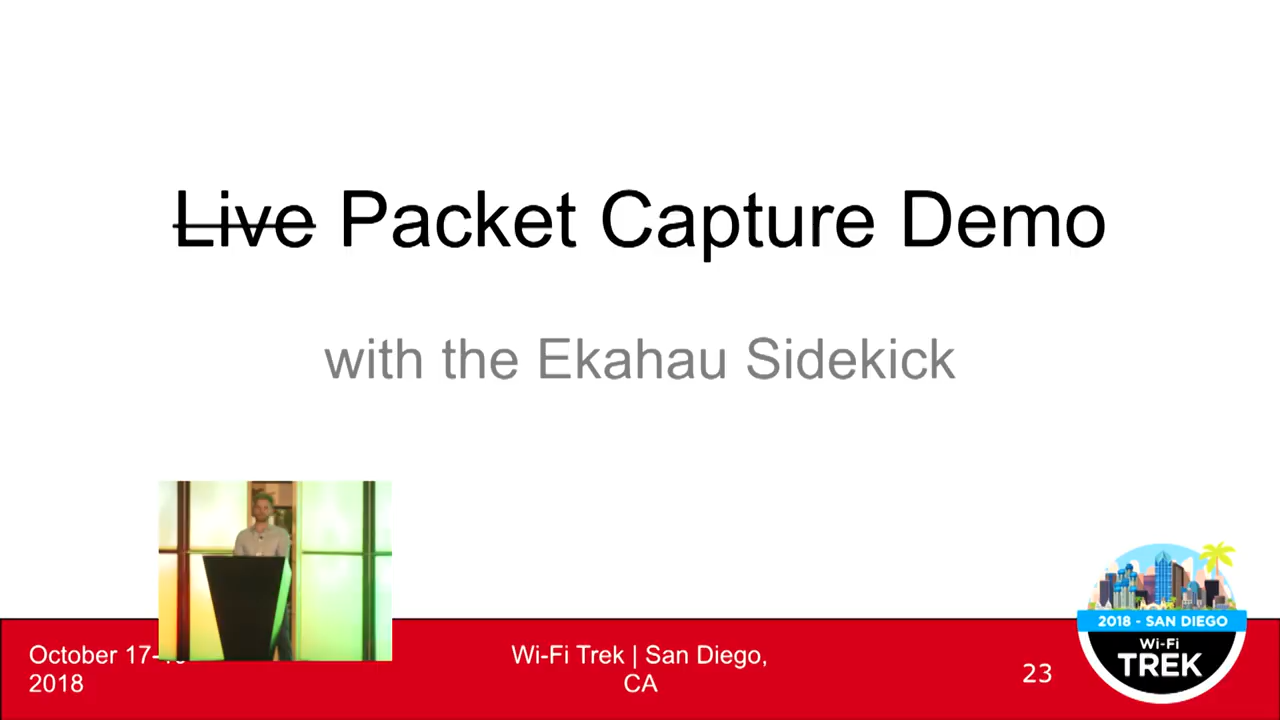 Live Packet Capture Demo
with the Ekahau Sidekick
October 17-
2018
Wi-Fi Trek | San Diego,
CA
23
2018 - SAN DIEGO
Wi-Fi
TREK